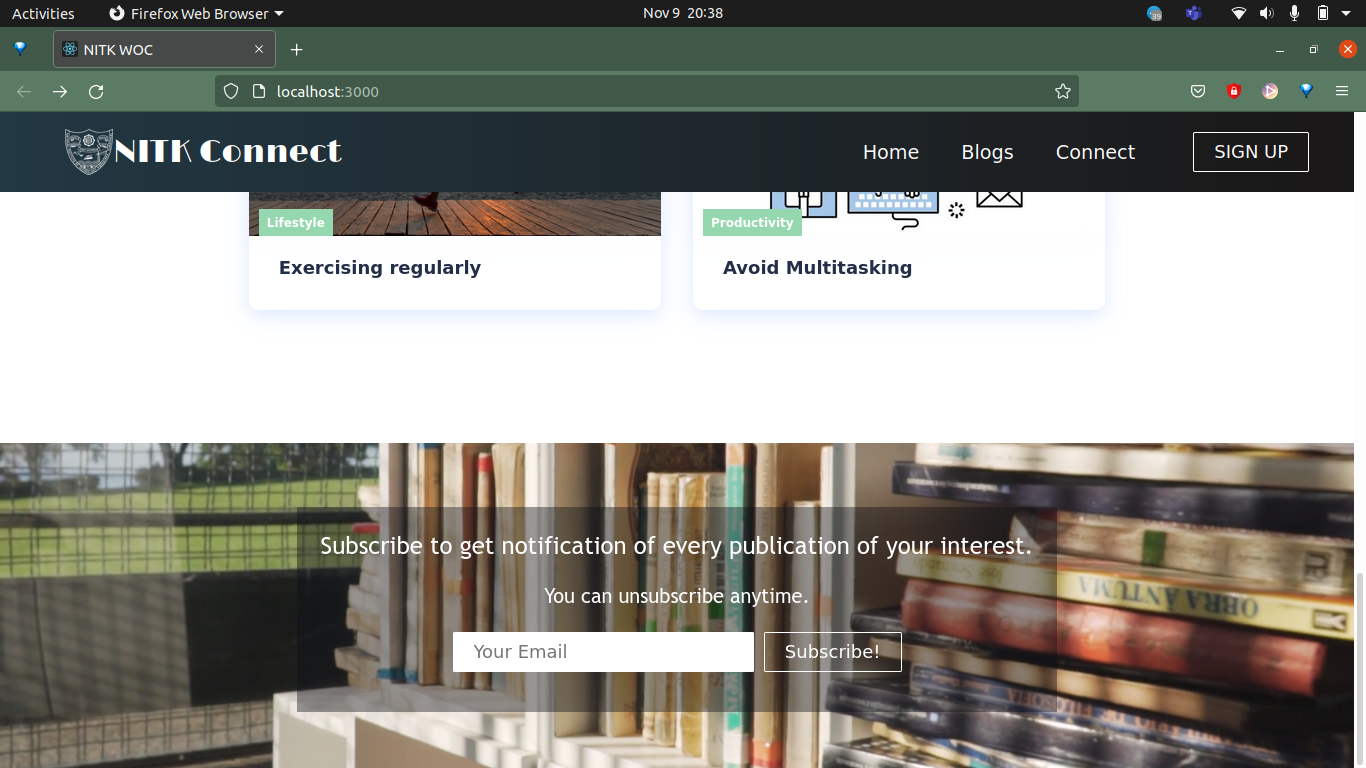 Activities
Firefox Web Browser
Nov 9 20:38
39
NITK WOC
localhost:3000
NITK Connect
Home
Blogs
Connect
SIGN UP
Lifestyle
Productivity
Exercising regularly
Avoid Multitasking
Subscribe to get notification of every publication of your interest.
You can unsubscribe anytime.
Your Email
Subscribe!
OBRA ÁNTUMA